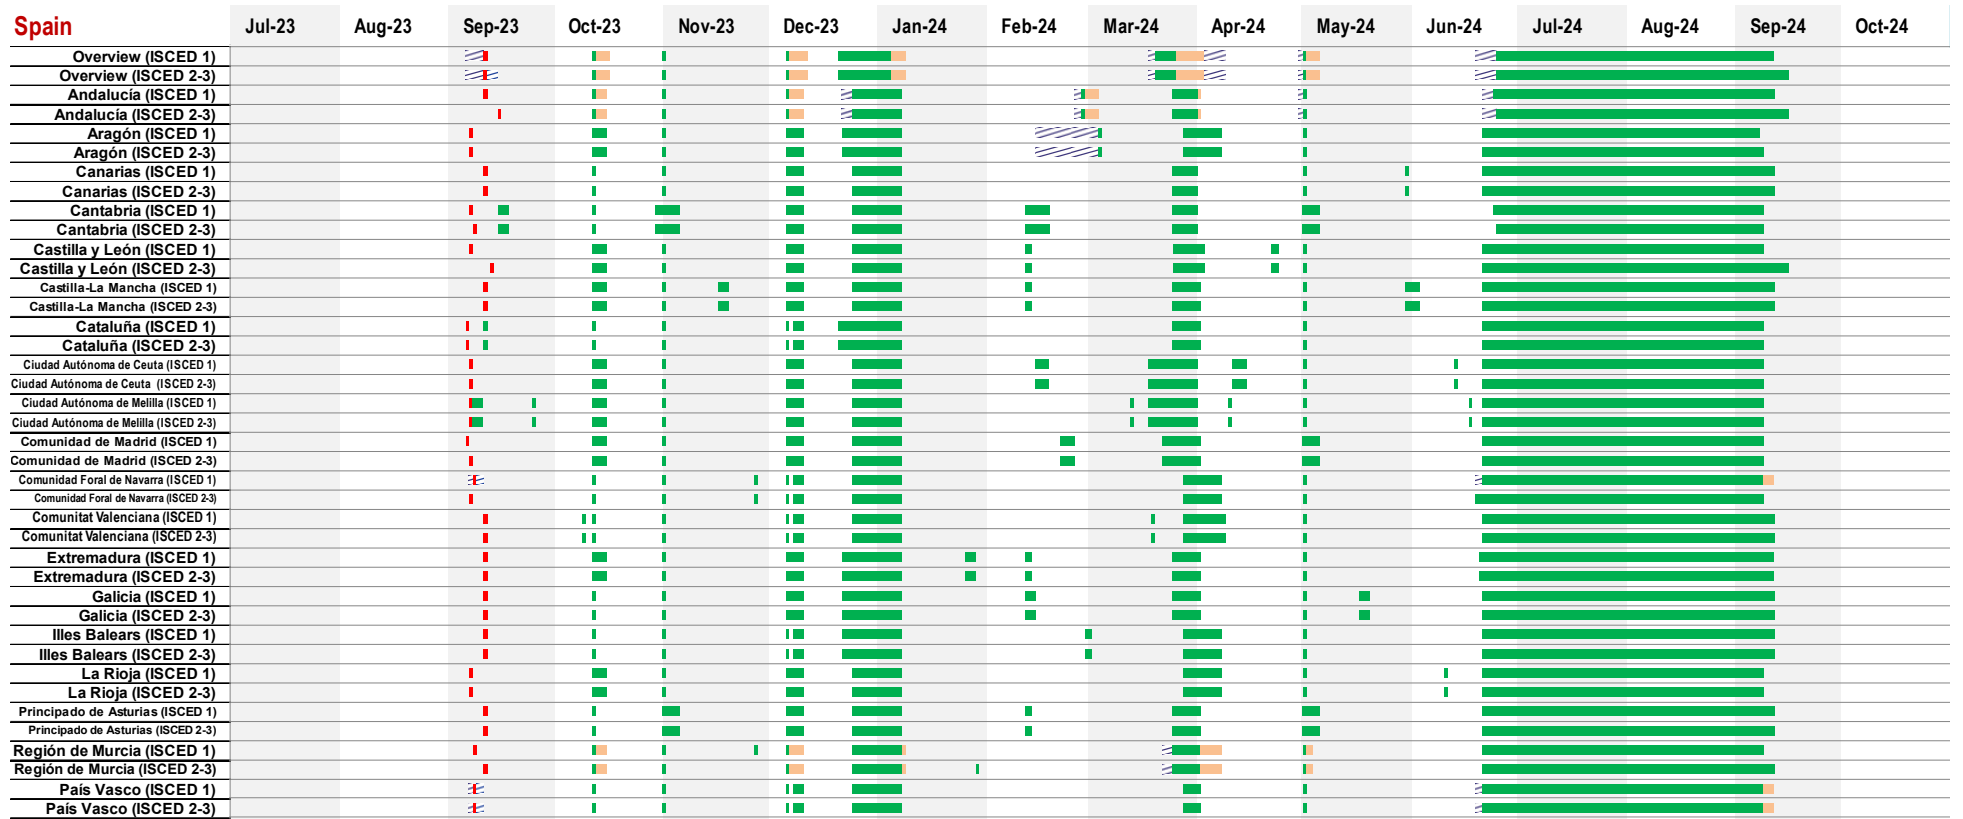 Spain Jul-23 Aug-23 Sep-23 Oct-23 Nov-23 Dec-23 Jan-24 Feb-24 Mar-24 Apr-24 May-24 Jun-24 Jul-24 Aug-24 Sep-24 Oct-24
Overview (ISCED 1)
Overview (ISCED 2-3)
Andalucía (ISCED 1)
Andalucía (ISCED 2-3)
Aragón (ISCED 1)
Aragón (ISCED 2-3)
Canarias (ISCED 1)
Canarias (ISCED 2-3)
Cantabria (ISCED 1)
Cantabria (ISCED 2-3)
Castilla y León (ISCED 1)
Castilla y León (ISCED 2-3)
Castilla-La Mancha (ISCED 1)
Castilla-La Mancha (ISCED 2-3)
Cataluña (ISCED 1)
Cataluña (ISCED 2-3)
Ciudad Autónoma de Ceuta (ISCED 1)
Ciudad Autónoma de Ceuta (ISCED 2-3)
Ciudad Autónoma de Melilla (ISCED 1)
Ciudad Autónoma de Melilla (ISCED 2-3)
Comunidad de Madrid (ISCED 1)
Comunidad de Madrid (ISCED 2-3)
Comunidad Foral de Navarra (ISCED 1)
Comunidad Foral de Navarra (ISCED 2-3)
Comunitat Valenciana (ISCED 1)
Comunitat Valenciana (ISCED 2-3)
Extremadura (ISCED 1)
Extremadura (ISCED 2-3)
Galicia (ISCED 1)
Galicia (ISCED 2-3)
Illes Balears (ISCED 1)
Illes Balears (ISCED 2-3)
La Rioja (ISCED 1)
La Rioja (ISCED 2-3)
Principado de Asturias (ISCED 1)
Principado de Asturias (ISCED 2-3)
Región de Murcia (ISCED 1)
Región de Murcia (ISCED 2-3)
País Vasco (ISCED 1)
País Vasco (ISCED 2-3)